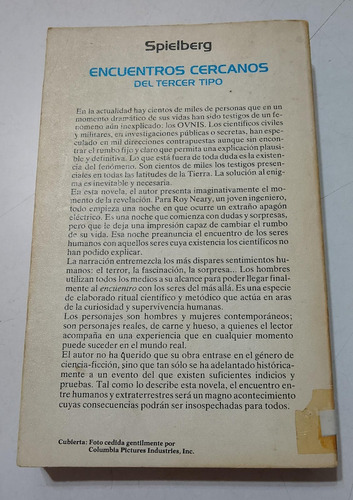 Spielberg
ENCUENTROS CERCANOS
DEL TERCER TIPO
En la actualidad hay cientos de miles de personas que en un
momento dramático de sus vidas han sido testigos de un fe-
nómeno aún inexplicado: los OVNIS. Los científicos civiles
y militares, en investigaciones públicas o secretas, han espe-
culado en mil direcciones contrapuestas aunque sin encon-
trar el rumbo fijo y claro que permita una explicación plausi-
ble y definitiva. Lo que está fuera de toda duda es la existen-
cia del fenómeno. Son cientos de miles los testigos presen-
ciales en todas las latitudes de la Tierra. La solución al enig-
ma es inevitable y necesaria.
En esta novela, el autor presenta imaginativamente el mo-
mento de la revelación. Para Roy Neary, un joven ingeniero,
todo empieza una noche en que ocurre un extraño apagón
eléctrico. Es una noche que comienza con dudas y sorpresas,
pero que le deja una impresión capaz de cambiar el rumbo
de su vida. Esa noche preanuncia el encuentro de los seres
humanos con aquellos seres cuya existencia los científicos no
han podido explicar.
La narración entremezcla los más dispares sentimientos hu-
manos: el terror, la fascinación, la sorpresa... Los hombres
utilizan todos los medios a su alcance para poder llegar final-
mente al encuentro con los seres del más allá. Es una especie
de elaborado ritual científico y metódico que actúa en aras
de la curiosidad y supervivencia humanas.
Los personajes son hombres y mujeres contemporáneos;
son personajes reales, de carne y hueso, a quienes el lector
acompaña en una experiencia que en cualquier momento
puede suceder en el mundo real.
El autor no ha querido que su obra entrase en el género de
ciencia-ficción, sino que tan sólo se ha adelantado histórica-
mente a un evento del que existen suficientes indicios y
pruebas. Tal como lo describe esta novela, el encuentro en-
tre humanos y extraterrestres será un magno acontecimiento
cuyas consecuencias podrán ser insospechadas para todos.
Cubierta: Foto cedida gentilmente por
Columbia Pictures Industries, Inc.